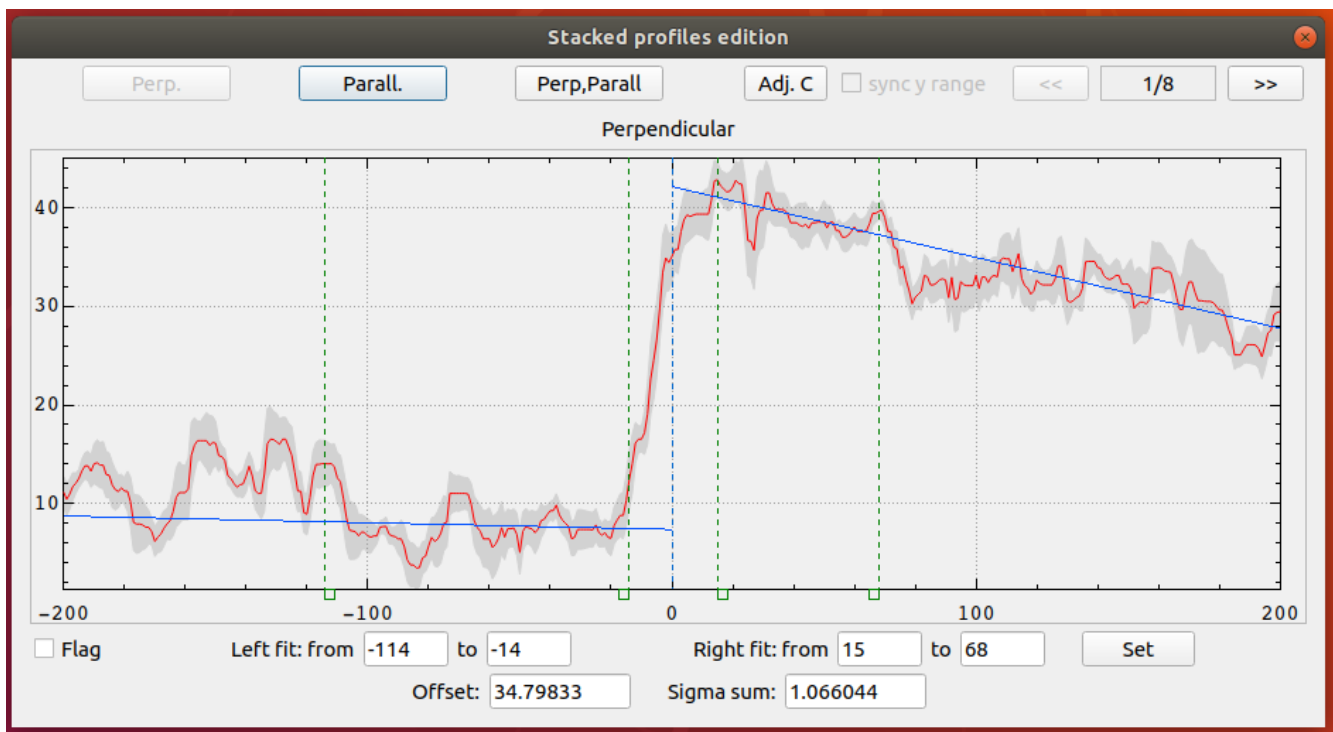 Stacked profiles edition
Perp. Parall. Perp,Parall Adj. C sync y range << 1/8 >>
Perpendicular
40
30
20
10
-200 -100 0 100 200
Flag Left fit: from -114 to -14 Right fit: from 15 to 68 Set
Offset: 34.79833 Sigma sum: 1.066044